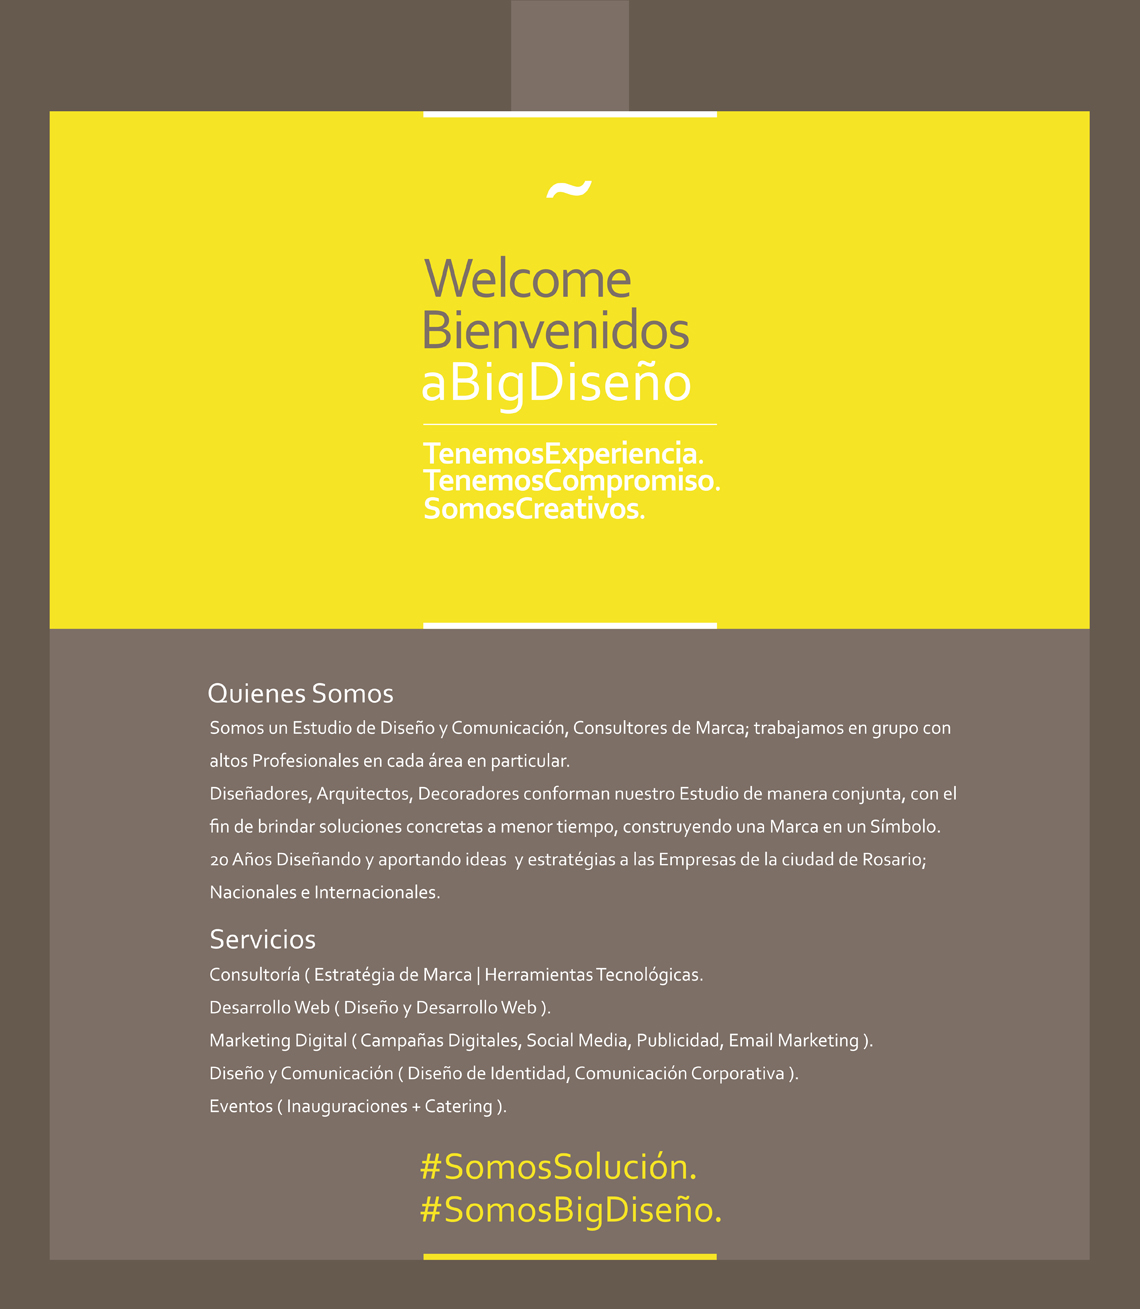 ~
Welcome
Bienvenidos
aBigDiseño
TenemosExperiencia.
TenemosCompromiso.
SomosCreativos.
Quienes Somos
Somos un Estudio de Diseño y Comunicación, Consultores de Marca; trabajamos en grupo con
altos Profesionales en cada área en particular.
Diseñadores, Arquitectos, Decoradores conforman nuestro Estudio de manera conjunta, con el
fin de brindar soluciones concretas a menor tiempo, construyendo una Marca en un Símbolo.
20 Años Diseñando y aportando ideas  y estratégias a las Empresas de la ciudad de Rosario;
Nacionales e Internacionales.
Servicios
Consultoría ( Estratégia de Marca | Herramientas Tecnológicas.
Desarrollo Web ( Diseño y Desarrollo Web ).
Marketing Digital ( Campañas Digitales, Social Media, Publicidad, Email Marketing ).
Diseño y Comunicación ( Diseño de Identidad, Comunicación Corporativa ).
Eventos ( Inauguraciones + Catering ).
#SomosSolución.
#SomosBigDiseño.